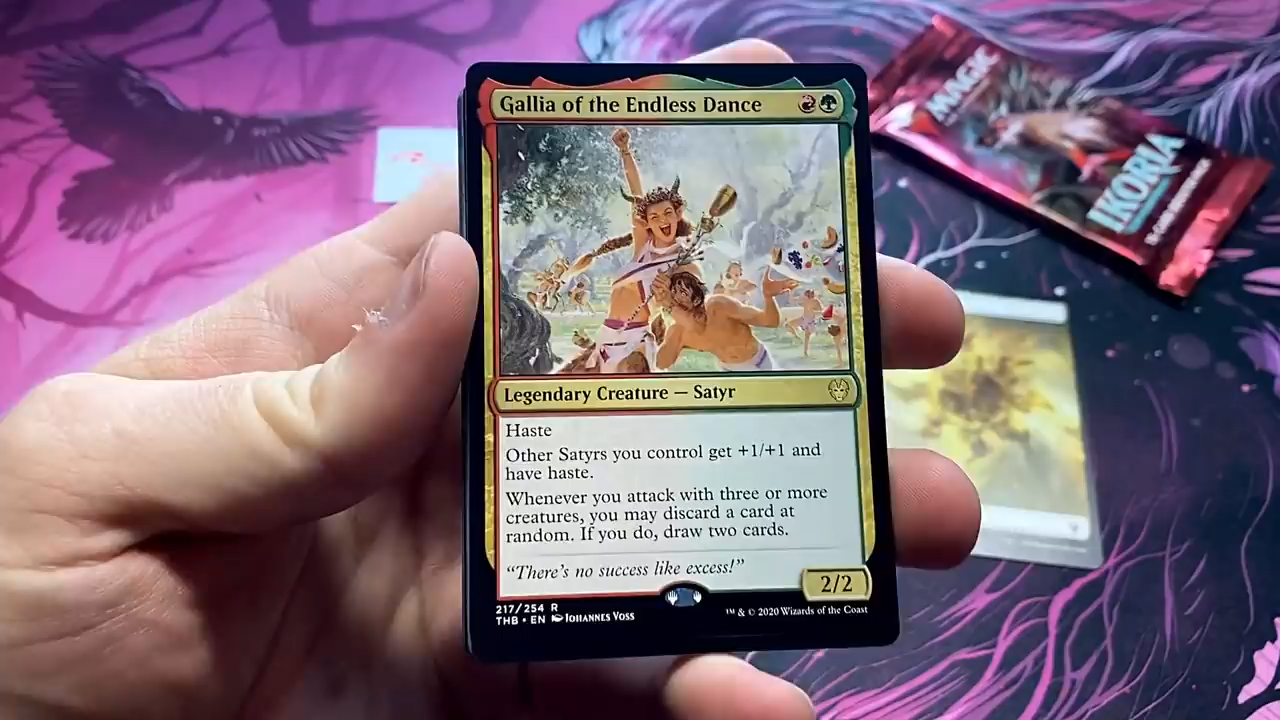 Gallia of the Endless Dance
Legendary Creature — Satyr
Haste
Other Satyrs you control get +1/+1 and
have haste.
Whenever you attack with three or more
creatures, you may discard a card at
random. If you do, draw two cards.
“There’s no success like excess!”
2/2
217/254 R
THB • EN Johannes Voss
™ & © 2020 Wizards of the Coast
MAGIC
IKORIA